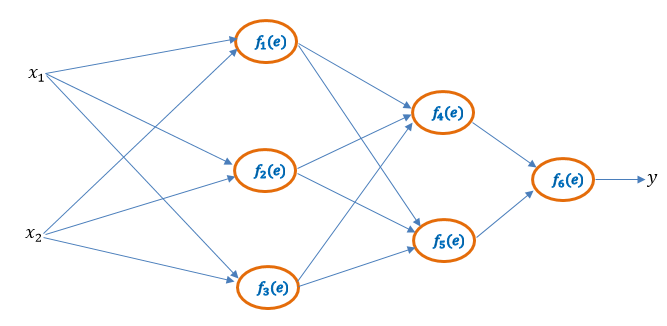 f₁(e)
x₁
f₄(e)
f₂(e)
f₆(e)
y
x₂
f₅(e)
f₃(e)